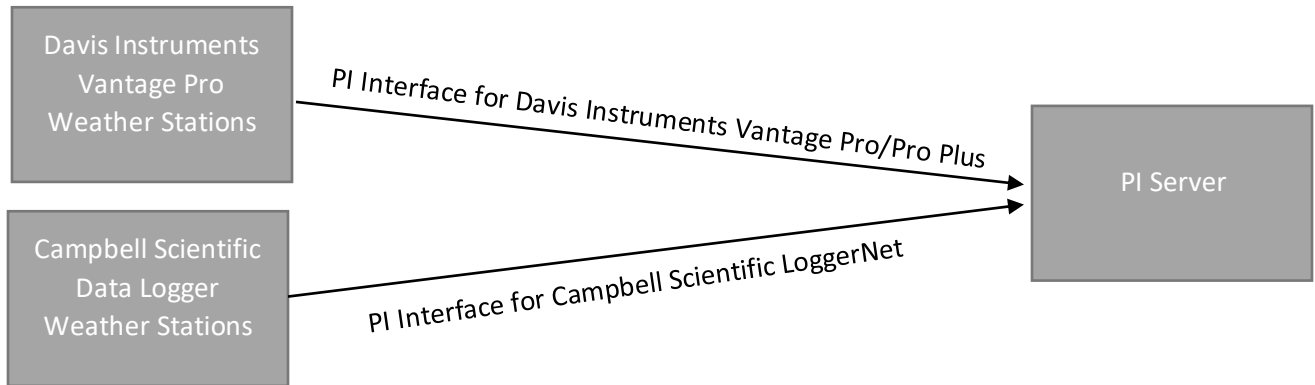 Davis Instruments
Vantage Pro
Weather Stations
PI Interface for Davis Instruments Vantage Pro/Pro Plus
PI Server
Campbell Scientific
Data Logger
Weather Stations
PI Interface for Campbell Scientific LoggerNet